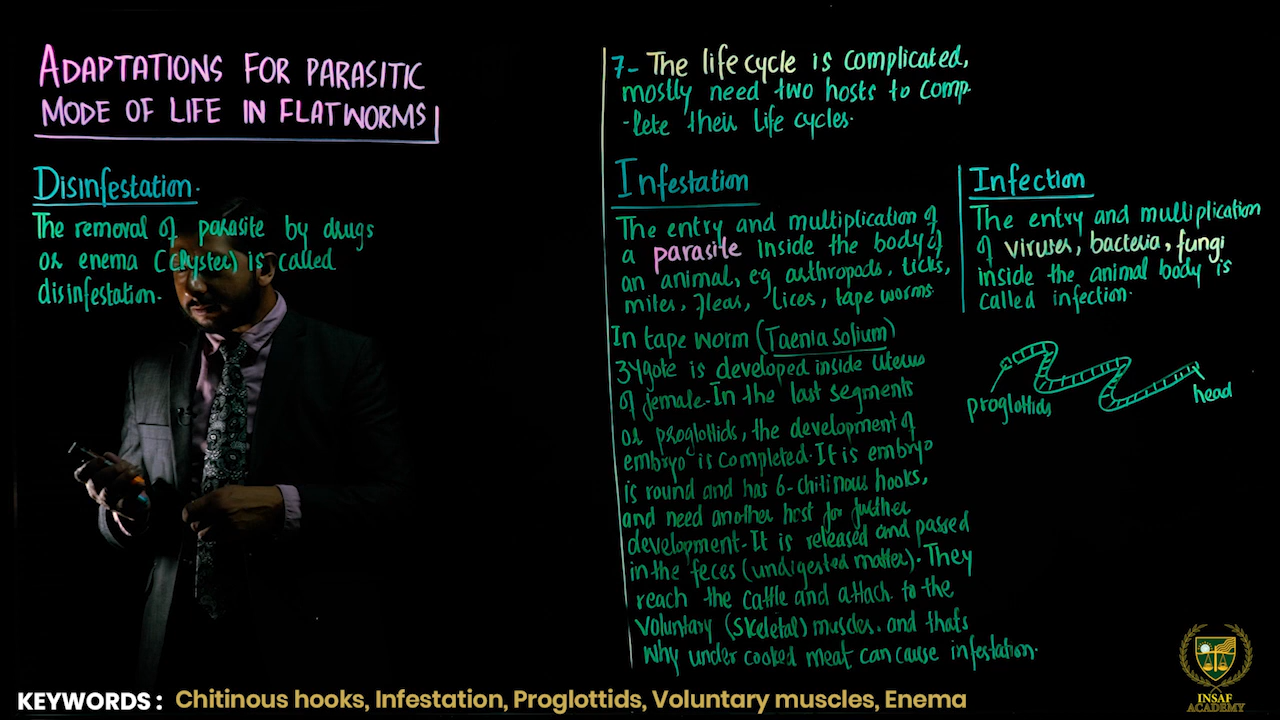 ADAPTATIONS FOR PARASITIC
MODE OF LIFE IN FLATWORMS
Disinfestation.
The removal of parasite by drugs
or enema (clyster) is called
disinfestation.
7- The life cycle is complicated,
mostly need two hosts to comp-
-lete their life cycles.
Infestation
The entry and multiplication of
a parasite inside the body of
an animal, eg arthropods, ticks,
mites, fleas, lices, tape worms.
In tape worm (Taenia solium)
Zygote is developed inside uterus
of female. In the last segments
or proglottids, the development of
embryo is completed. It is embryo
is round and has 6-chitinous hooks,
and need another host for further
development. It is released and passed
in the feces (undigested matter). They
reach the cattle and attach to the
voluntary (skeletal) muscles. and thats
why under cooked meat can cause infestation.
Infection
The entry and multiplication
of viruses, bacteria, fungi
inside the animal body is
called infection.
proglottids
head
KEYWORDS : Chitinous hooks, Infestation, Proglottids, Voluntary muscles, Enema
INSAF
ACADEMY